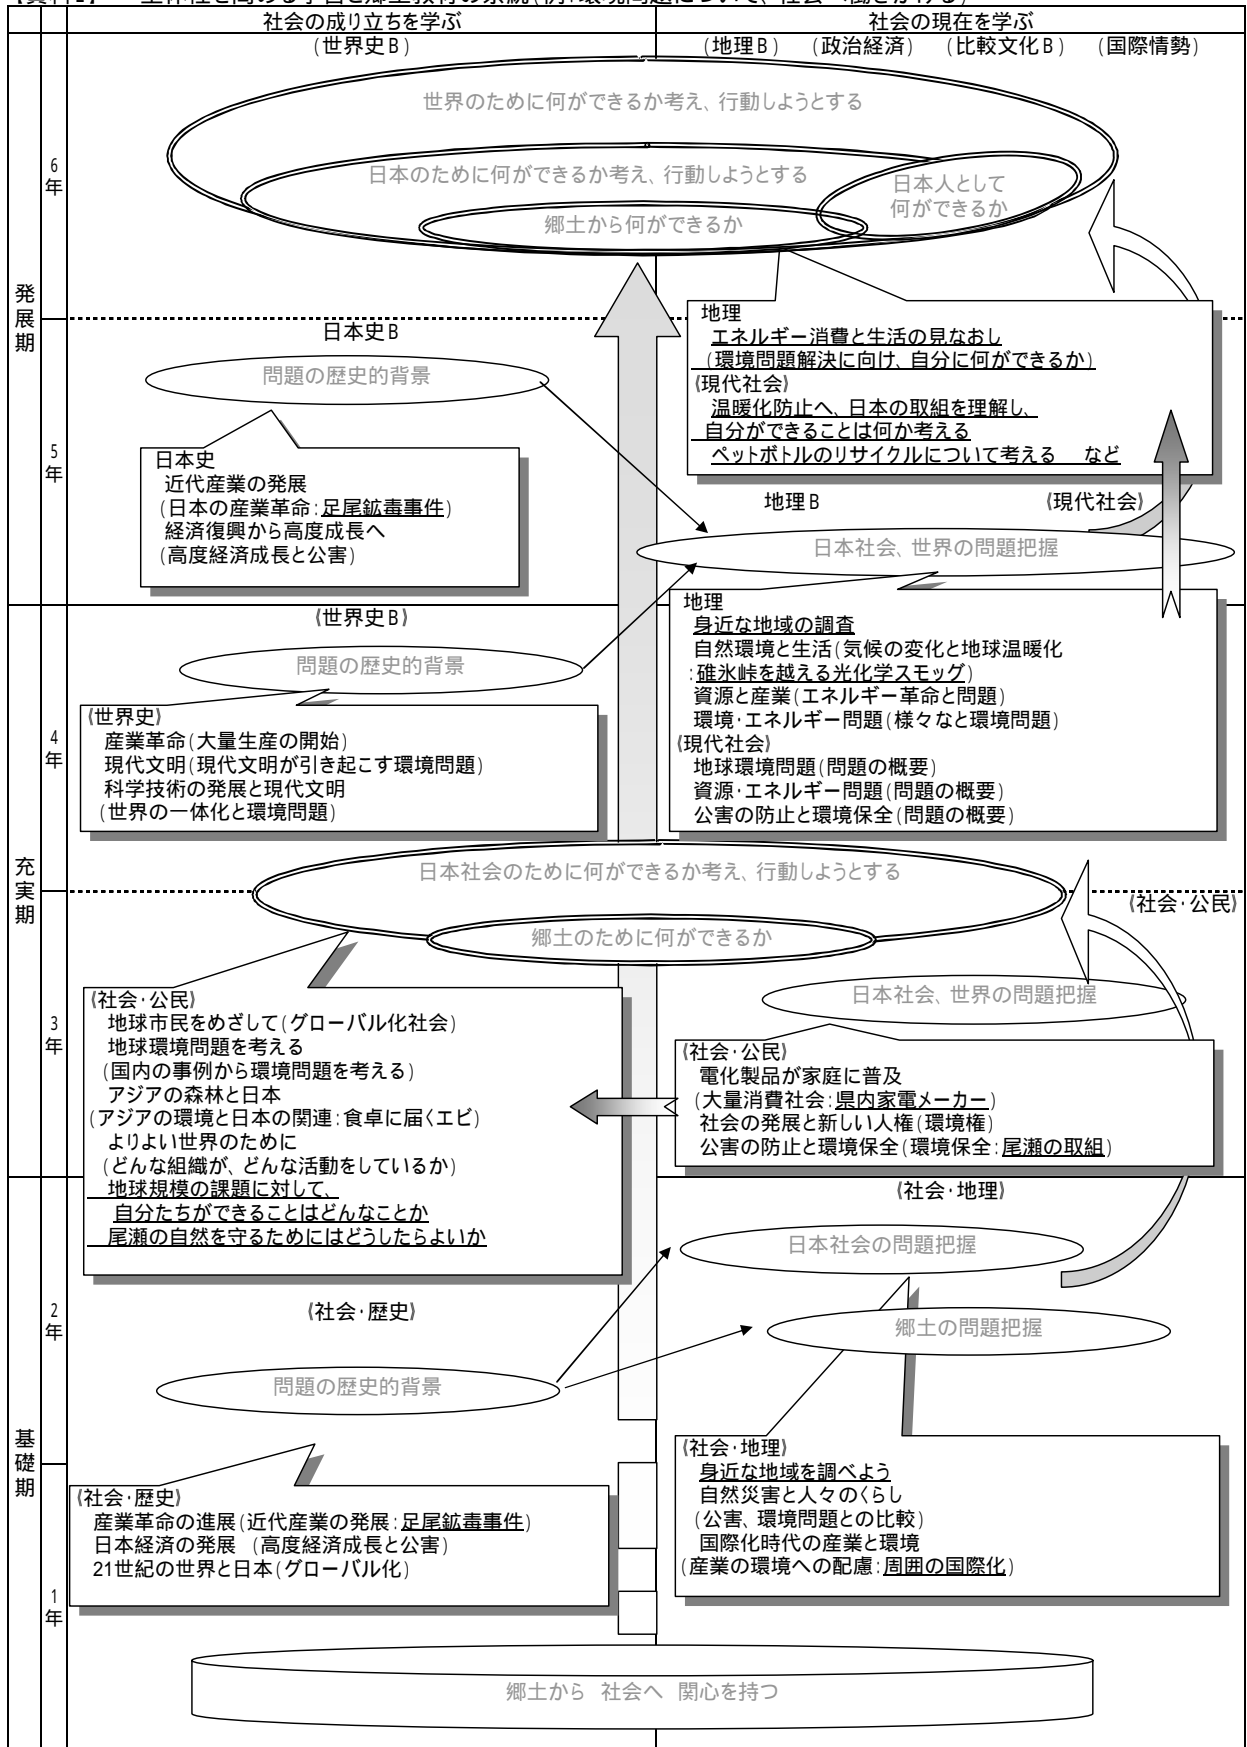 社会の成り立ちを学ぶ
社会の現在を学ぶ
(世界史B)
(地理B) (政治経済) (比較文化B) (国際情勢)
世界のために何ができるか考え、行動しようとする
日本のために何ができるか考え、行動しようとする
日本人として
何ができるか
郷土から何ができるか
6年
発展期
日本史B
問題の歴史的背景
地理
エネルギー消費と生活の見なおし
(環境問題解決に向け、自分に何ができるか)
《現代社会》
温暖化防止へ、日本の取組を理解し、
自分ができることは何か考える
ペットボトルのリサイクルについて考える など
5年
日本史
近代産業の発展
(日本の産業革命:足尾鉱毒事件)
経済復興から高度成長へ
(高度経済成長と公害)
地理B
《現代社会》
日本社会、世界の問題把握
《世界史B》
問題の歴史的背景
地理
身近な地域の調査
自然環境と生活(気候の変化と地球温暖化
:碓氷峠を越える光化学スモッグ)
資源と産業(エネルギー革命と問題)
環境・エネルギー問題(様々なと環境問題)
《現代社会》
地球環境問題(問題の概要)
資源・エネルギー問題(問題の概要)
公害の防止と環境保全(問題の概要)
4年
《世界史》
産業革命(大量生産の開始)
現代文明(現代文明が引き起こす環境問題)
科学技術の発展と現代文明
(世界の一体化と環境問題)
充実期
日本社会のために何ができるか考え、行動しようとする
郷土のために何ができるか
《社会・公民》
日本社会、世界の問題把握
3年
《社会・公民》
地球市民をめざして(グローバル化社会)
地球環境問題を考える
(国内の事例から環境問題を考える)
アジアの森林と日本
(アジアの環境と日本の関連:食卓に届くエビ)
よりよい世界のために
(どんな組織が、どんな活動をしているか)
地球規模の課題に対して、
自分たちができることはどんなことか
尾瀬の自然を守るためにはどうしたらよいか
《社会・公民》
電化製品が家庭に普及
(大量消費社会:県内家電メーカー)
社会の発展と新しい人権(環境権)
公害の防止と環境保全(環境保全:尾瀬の取組)
《社会・地理》
日本社会の問題把握
2年
《社会・歴史》
郷土の問題把握
問題の歴史的背景
基礎期
《社会・地理》
身近な地域を調べよう
自然災害と人々のくらし
(公害、環境問題との比較)
国際化時代の産業と環境
(産業の環境への配慮:周囲の国際化)
《社会・歴史》
産業革命の進展(近代産業の発展:足尾鉱毒事件)
日本経済の発展 (高度経済成長と公害)
21世紀の世界と日本(グローバル化)
1年
郷土から 社会へ 関心を持つ